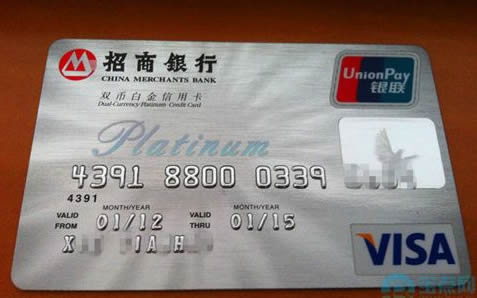 招商銀行
CHINA MERCHANTS BANK
双币白金信用卡
Dual-Currency Platinum Credit Card
UnionPay
银联
Platinum
4391 8800 0339
4391
MONTH/YEAR MONTH/YEAR
VALID FROM 01/12 VALID THRU 01/15
VISA